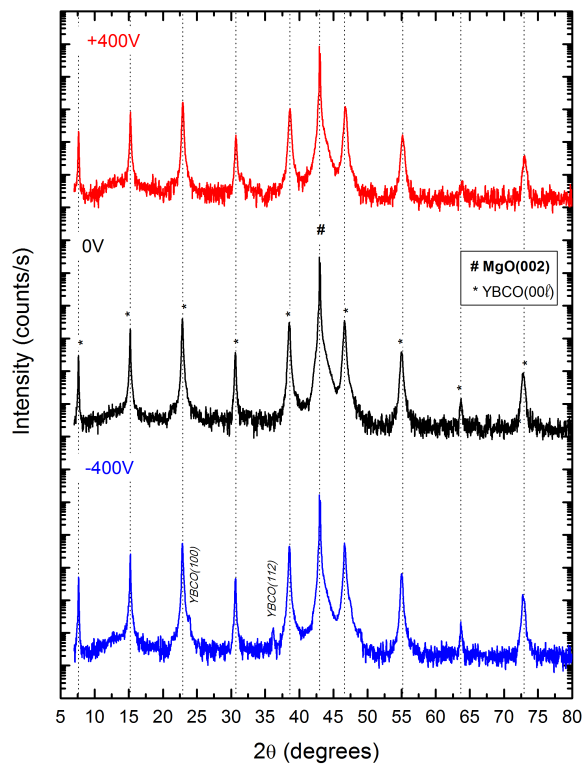 +400V
#
0V
# MgO(002)
* YBCO(00ℓ)
* * * * * * * * *
-400V
YBCO(100)
YBCO(112)
Intensity (counts/s)
5 10 15 20 25 30 35 40 45 50 55 60 65 70 75 80
2θ (degrees)